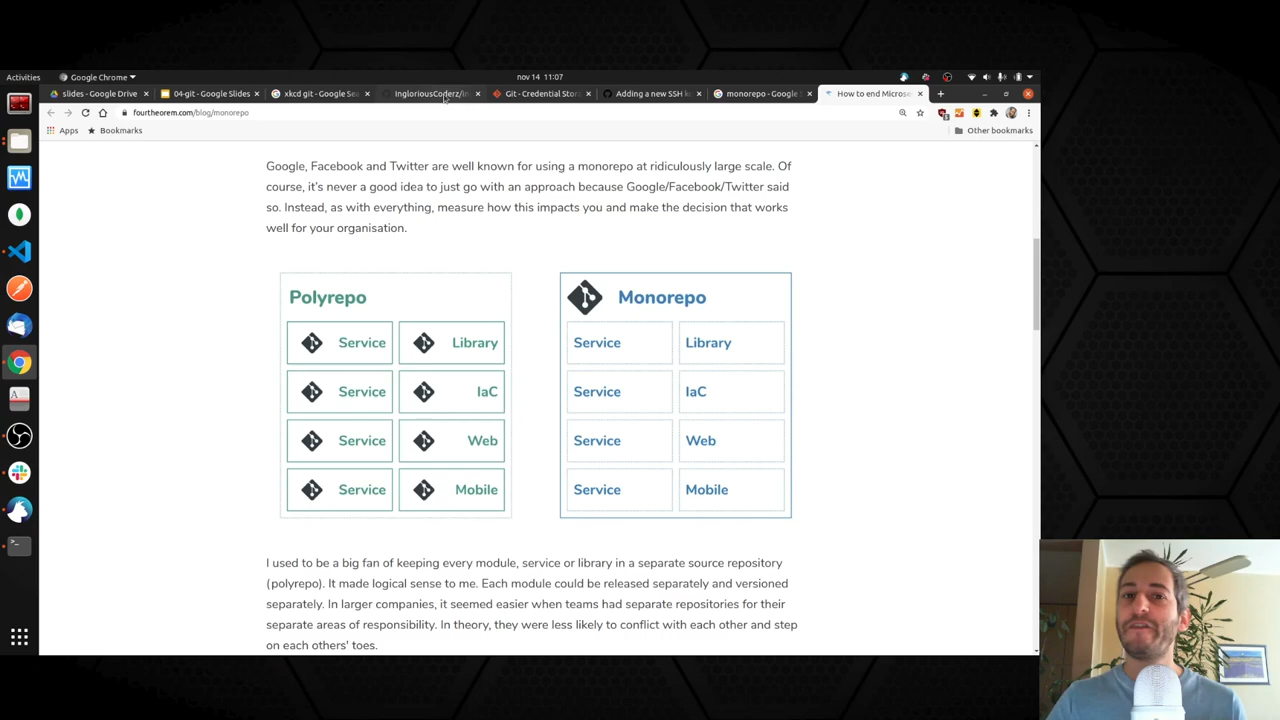 Activities
Google Chrome
nov 14 11:07
slides - Google Drive
04-git - Google Slides
xkcd git - Google Sea
IngloriousCoderz/in
Git - Credential Stora
Adding a new SSH k
monorepo - Google S
How to end Microse
fourtheorem.com/blog/monorepo
Apps
Bookmarks
Other bookmarks
Google, Facebook and Twitter are well known for using a monorepo at ridiculously large scale. Of
course, it's never a good idea to just go with an approach because Google/Facebook/Twitter said
so. Instead, as with everything, measure how this impacts you and make the decision that works
well for your organisation.
Polyrepo
Service
Library
Service
IaC
Service
Web
Service
Mobile
Monorepo
Service
Library
Service
IaC
Service
Web
Service
Mobile
I used to be a big fan of keeping every module, service or library in a separate source repository
(polyrepo). It made logical sense to me. Each module could be released separately and versioned
separately. In larger companies, it seemed easier when teams had separate repositories for their
separate areas of responsibility. In theory, they were less likely to conflict with each other and step
on each others' toes.